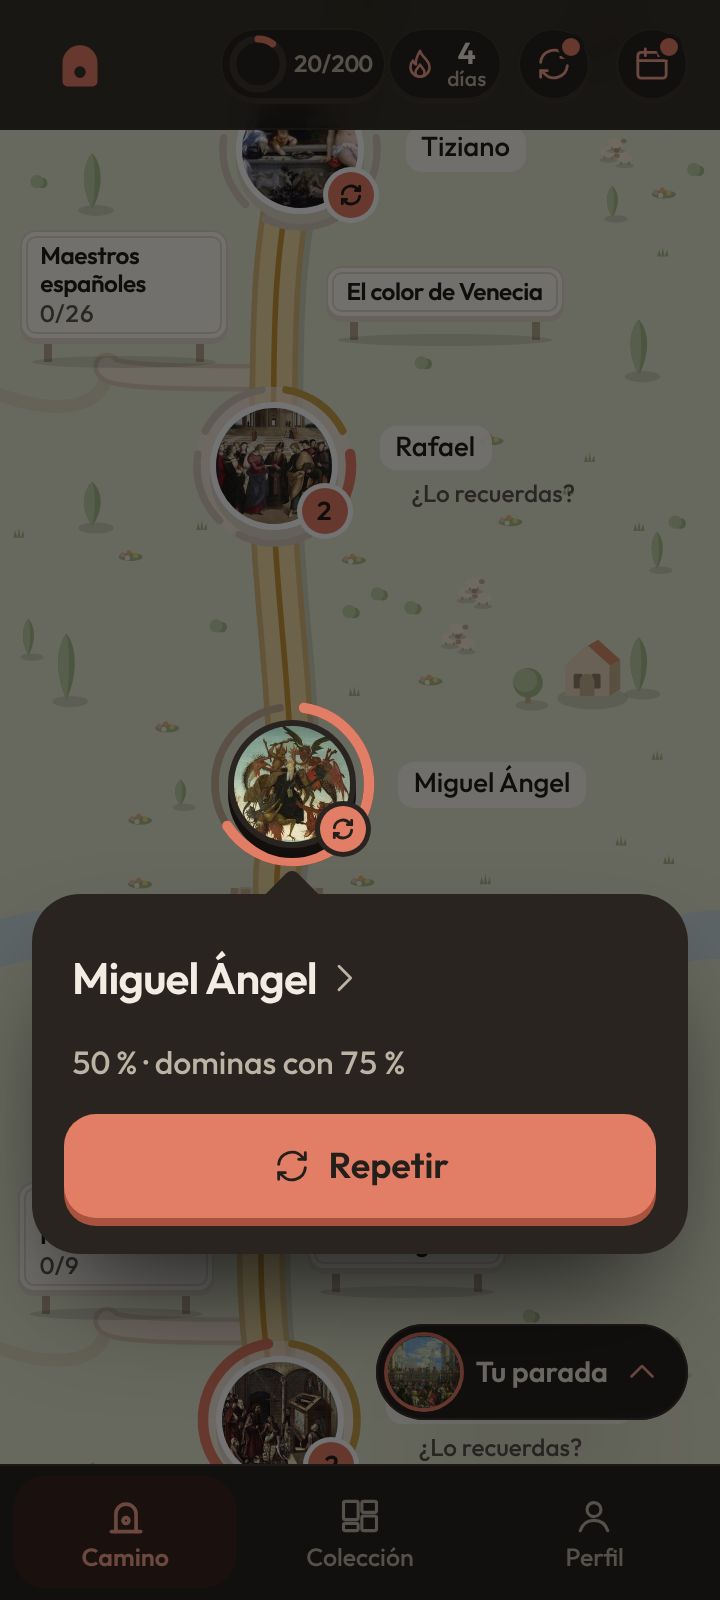 20/200
4
días
Tiziano
Maestros
españoles
0/26
El color de Venecia
Rafael
¿Lo recuerdas?
2
Miguel Ángel
Miguel Ángel
50 % · dominas con 75 %
Repetir
0/9
Tu parada
¿Lo recuerdas?
Camino
Colección
Perfil